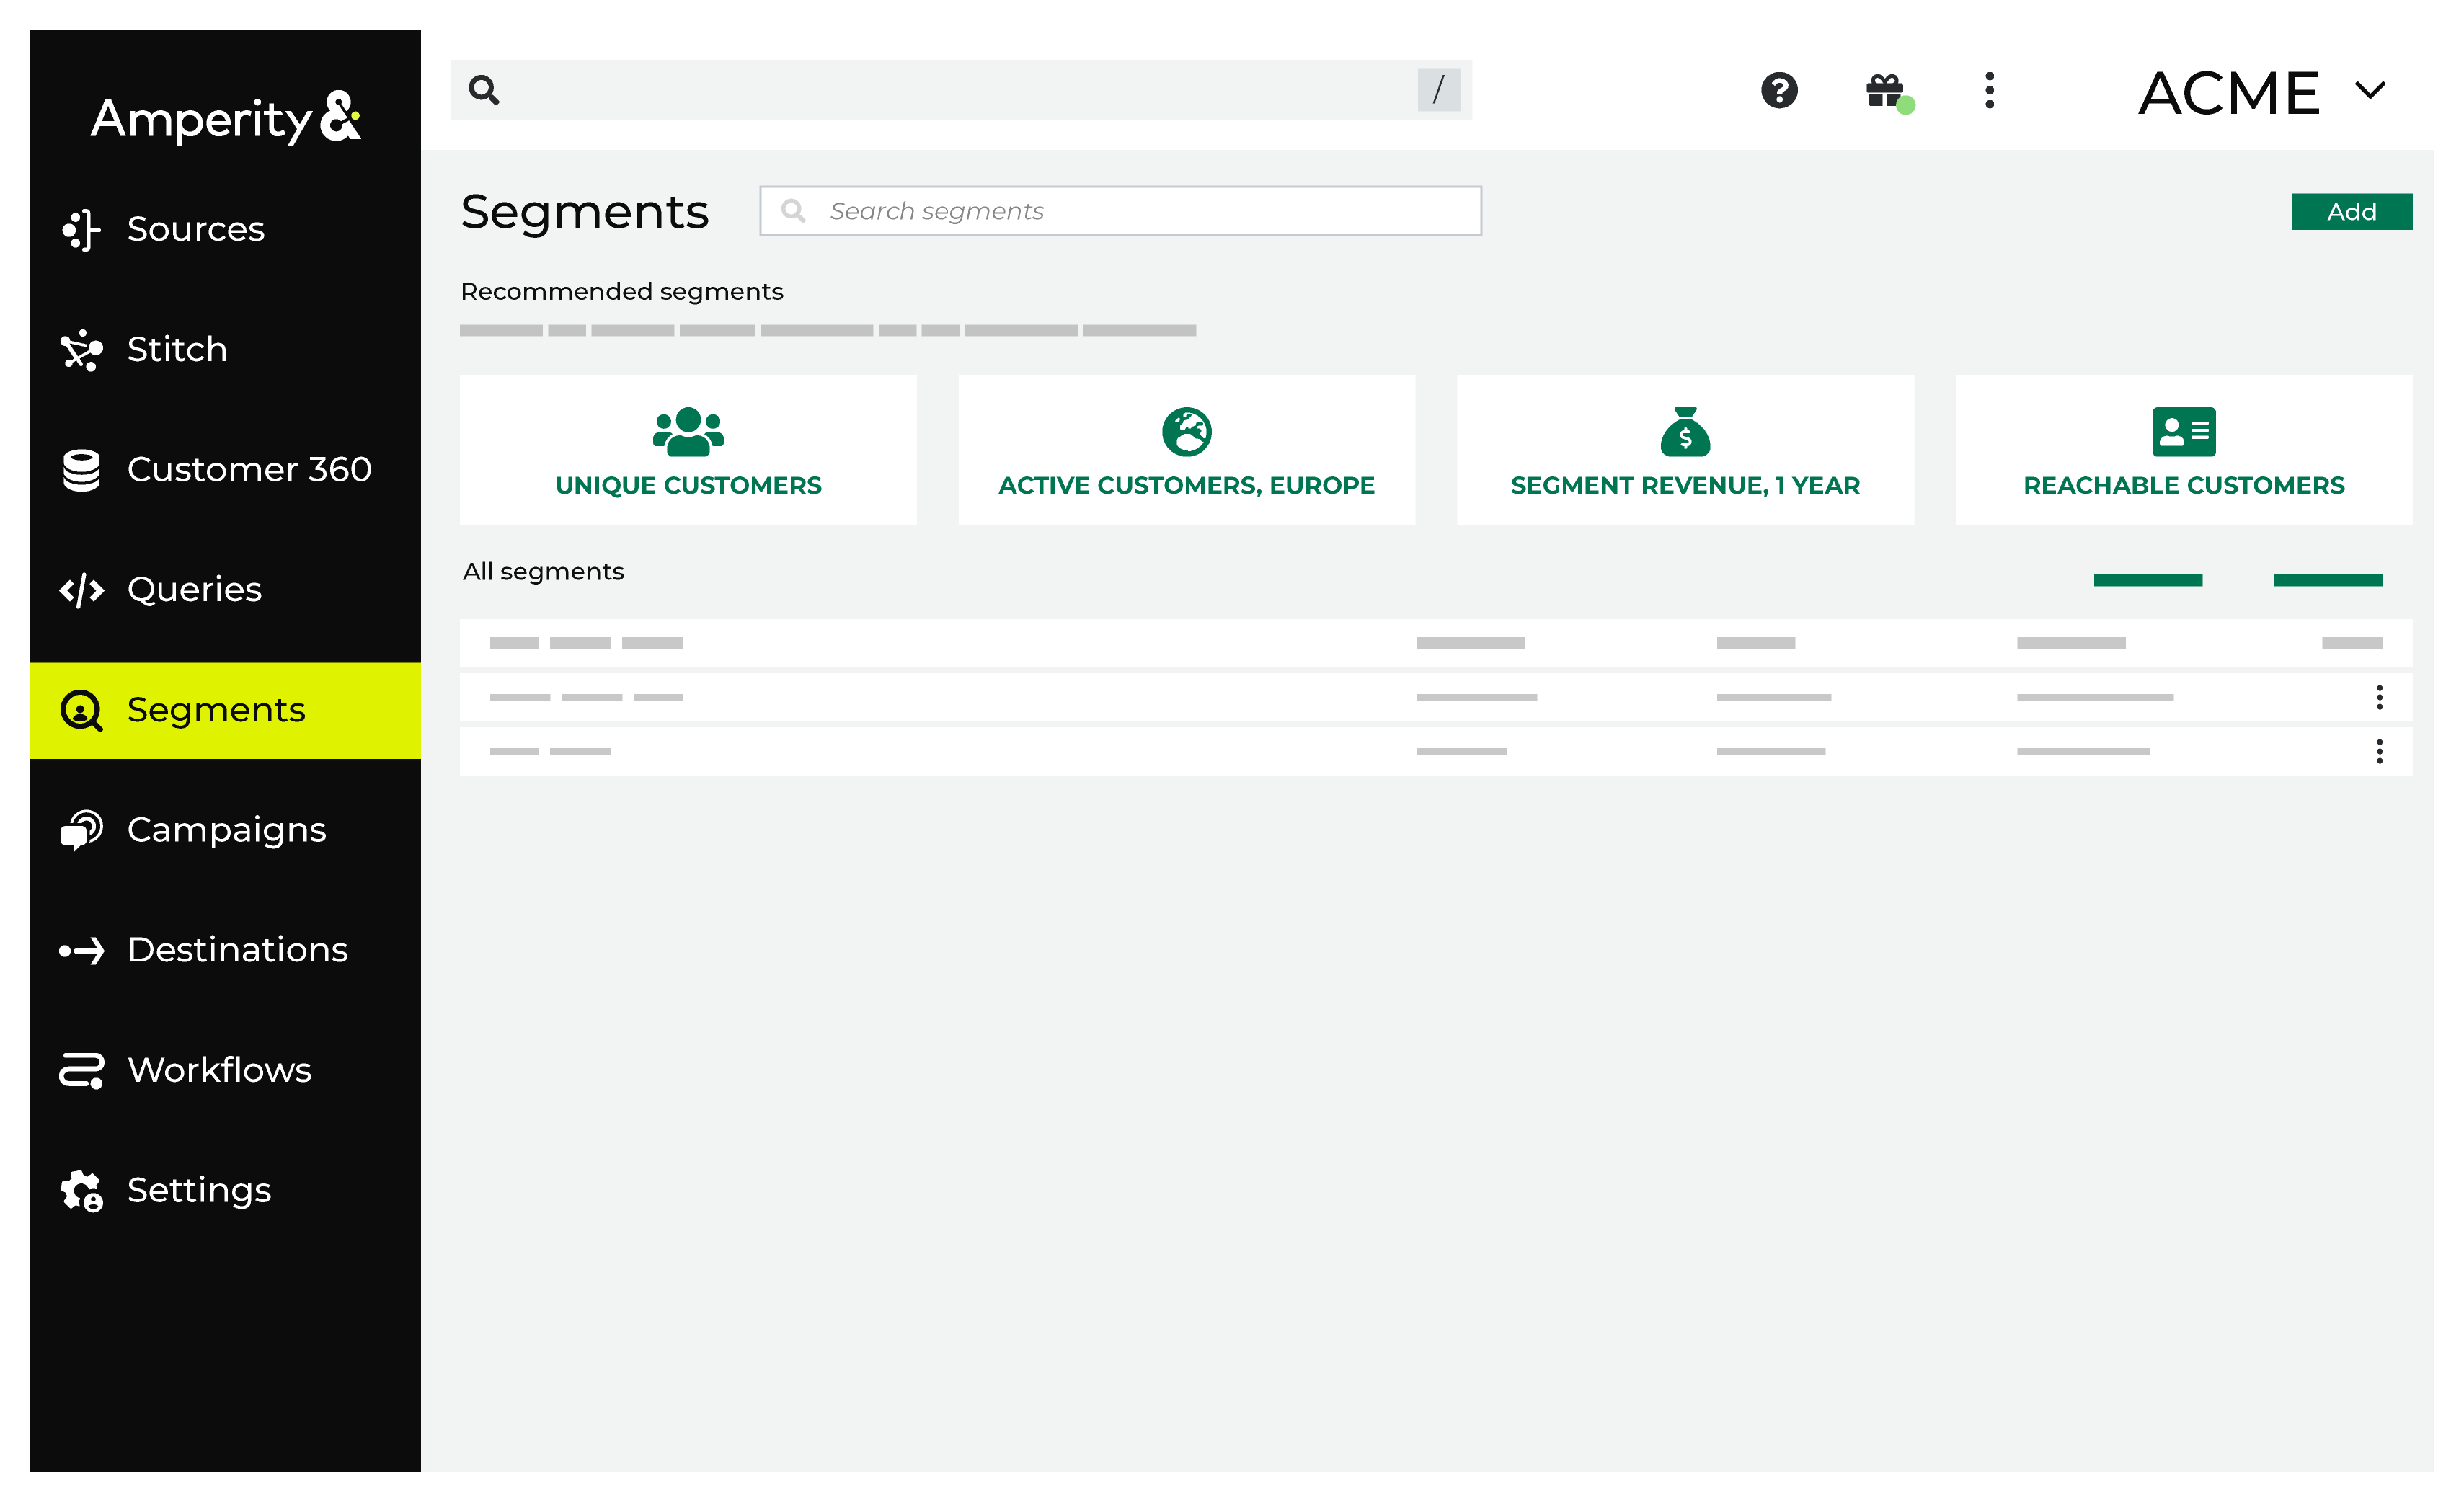 Amperity&
/
ACME
Sources
Stitch
Customer 360
Queries
Segments
Campaigns
Destinations
Workflows
Settings
Segments
Search segments
Add
Recommended segments
UNIQUE CUSTOMERS
ACTIVE CUSTOMERS, EUROPE
SEGMENT REVENUE, 1 YEAR
REACHABLE CUSTOMERS
All segments